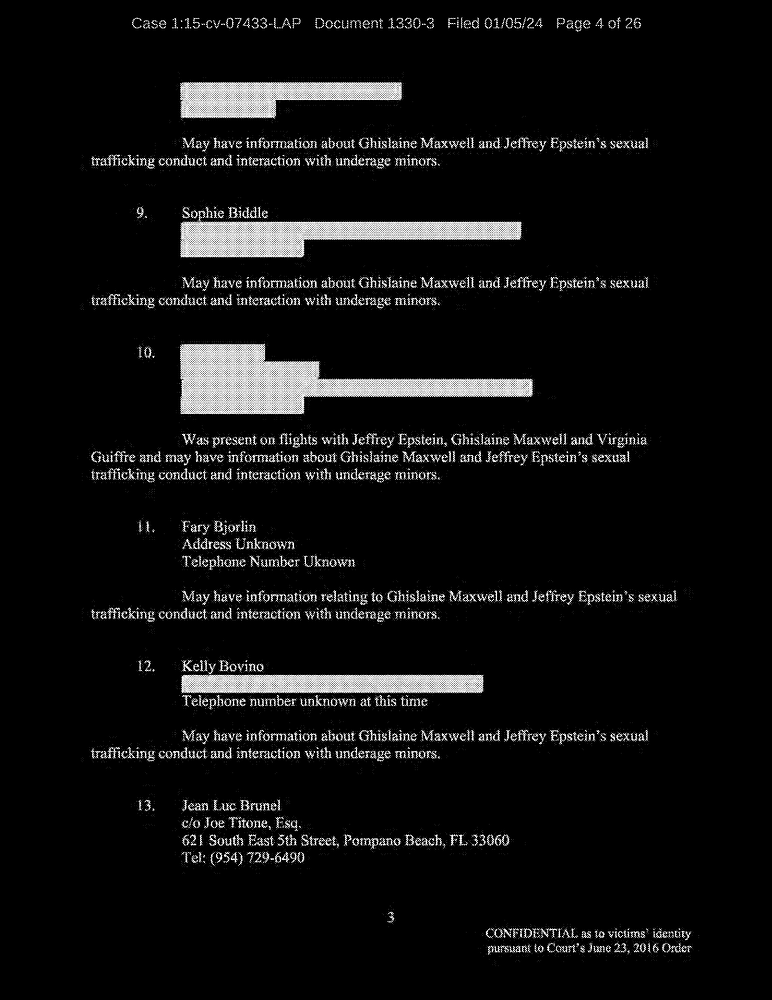 Case 1:15-cv-07433-LAP Document 1330-3 Filed 01/05/24 Page 4 of 26
May have information about Ghislaine Maxwell and Jeffrey Epstein's sexual
trafficking conduct and interaction with underage minors.
9. Sophie Biddle
May have information about Ghislaine Maxwell and Jeffrey Epstein's sexual
trafficking conduct and interaction with underage minors.
10.
Was present on flights with Jeffrey Epstein, Ghislaine Maxwell and Virginia
Guiffre and may have information about Ghislaine Maxwell and Jeffrey Epstein's sexual
trafficking conduct and interaction with underage minors.
11. Fary Bjorlin
Address Unknown
Telephone Number Uknown
May have information relating to Ghislaine Maxwell and Jeffrey Epstein's sexual
trafficking conduct and interaction with underage minors.
12. Kelly Bovino
Telephone number unknown at this time
May have information about Ghislaine Maxwell and Jeffrey Epstein's sexual
trafficking conduct and interaction with underage minors.
13. Jean Luc Brunel
c/o Joe Titone, Esq.
621 South East 5th Street, Pompano Beach, FL 33060
Tel: (954) 729-6490
3
CONFIDENTIAL as to victims' identity
pursuant to Court's June 23, 2016 Order